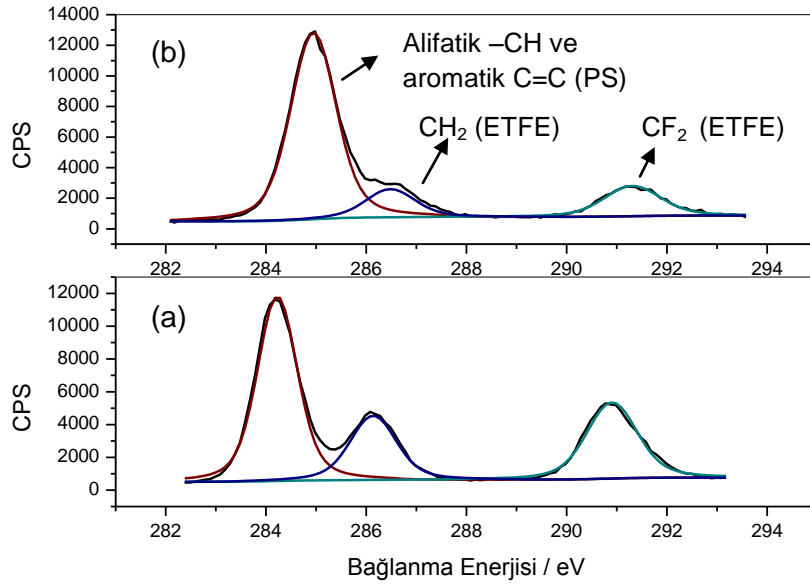 14000
12000
10000
8000
6000
4000
2000
0
CPS
(b)
Alifatik –CH ve
aromatik C=C (PS)
CH₂ (ETFE)
CF₂ (ETFE)
282 284 286 288 290 292 294
12000
10000
8000
6000
4000
2000
0
CPS
(a)
282 284 286 288 290 292 294
Bağlanma Enerjisi / eV